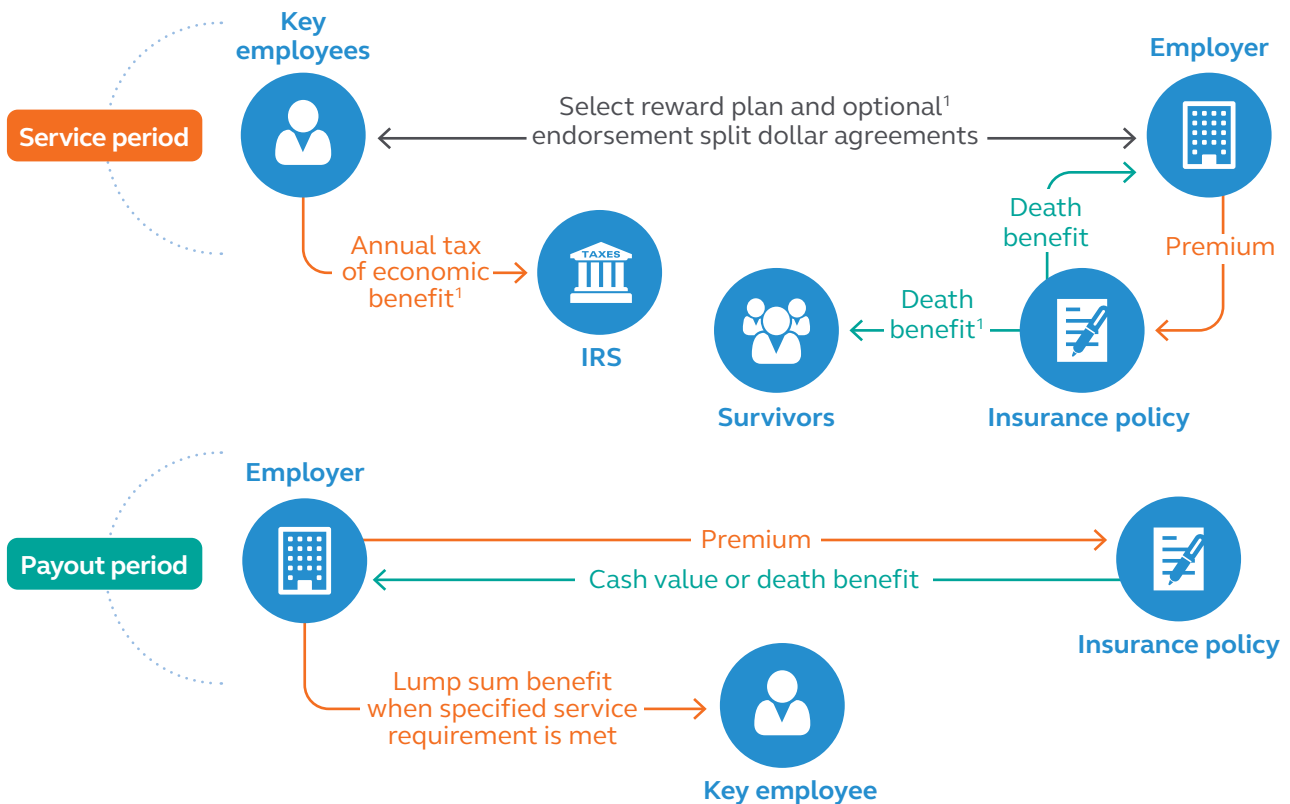 Key
employees
Employer
Service period
Select reward plan and optional¹
endorsement split dollar agreements
Death
benefit
Premium
Annual tax
of economic
benefit¹
TAXES
IRS
Death
benefit¹
Survivors
Insurance policy
Employer
Payout period
Premium
Cash value or death benefit
Insurance policy
Lump sum benefit
when specified service
requirement is met
Key employee